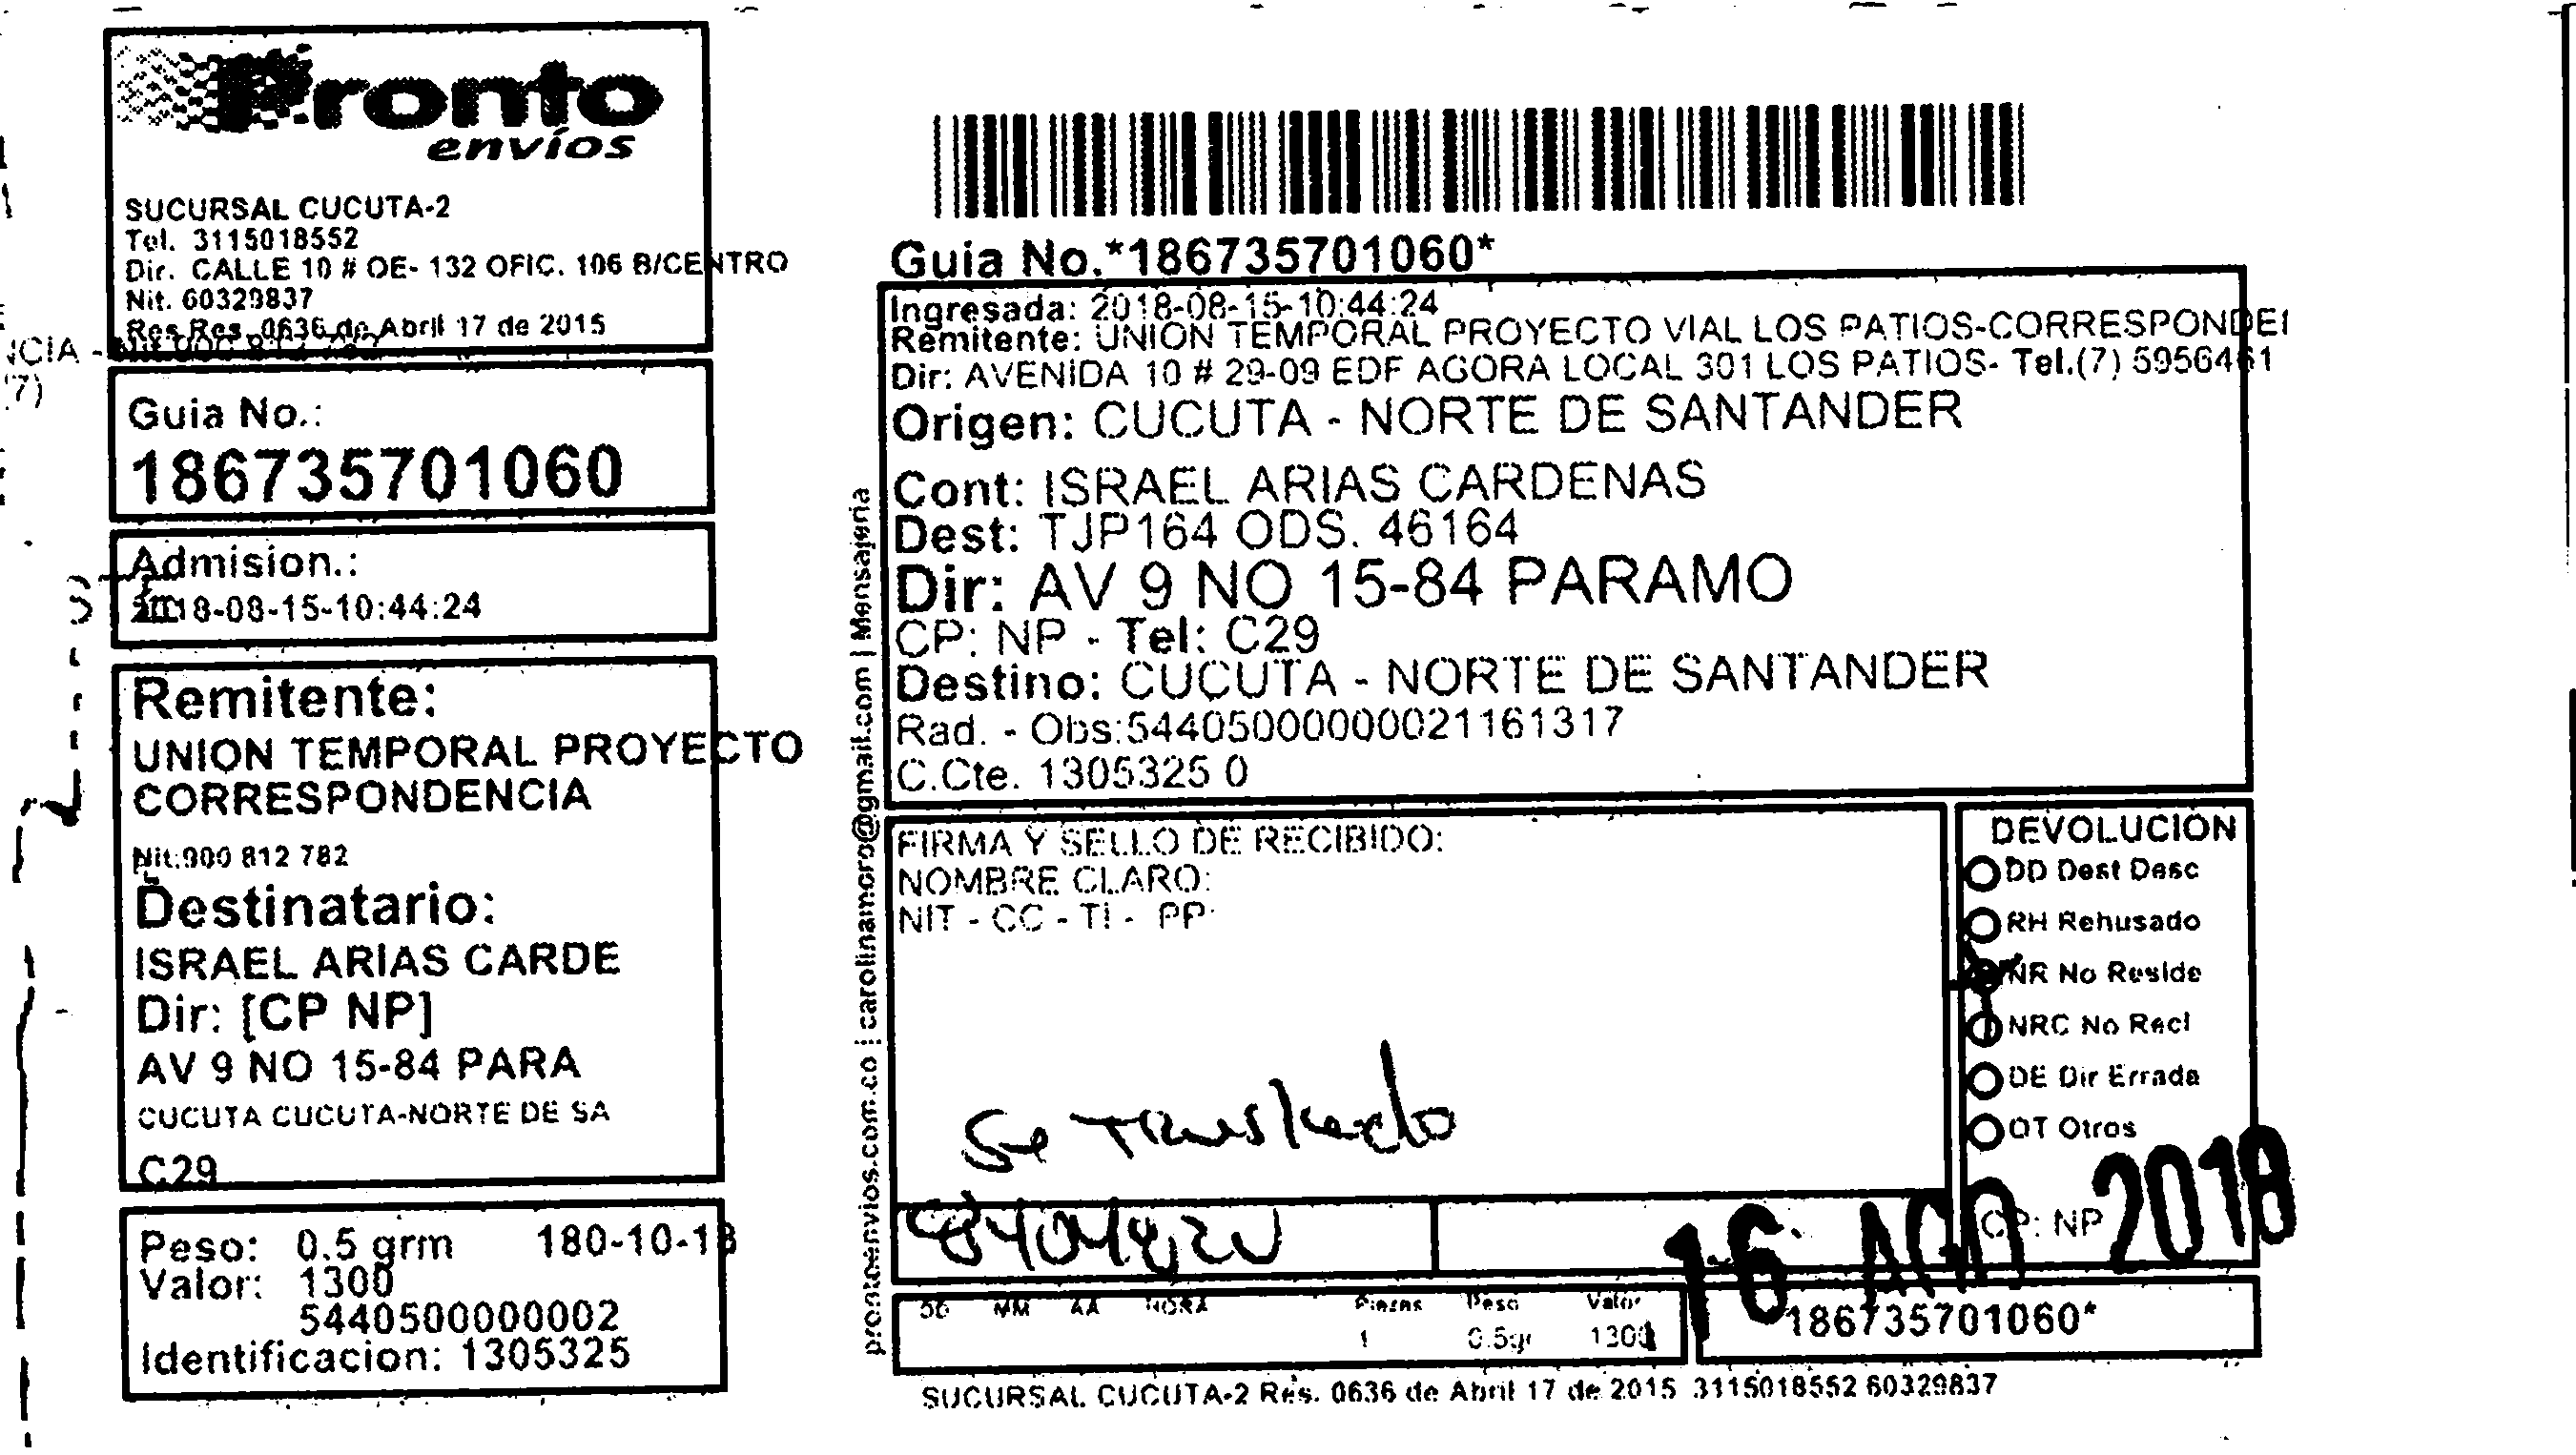 Pronto
envíos
SUCURSAL CUCUTA-2
Tel. 3115018552
Dir. CALLE 10 # OE- 132 OFIC. 106 B/CENTRO
Nit. 60329837
Res Res. 0636 de Abril 17 de 2015
Guia No.:
186735701060
Admision.:
2018-08-15-10:44:24
Remitente:
UNION TEMPORAL PROYECTO
CORRESPONDENCIA
Nit:900 812 782
Destinatario:
ISRAEL ARIAS CARDE
Dir: [CP NP]
AV 9 NO 15-84 PARA
CUCUTA CUCUTA-NORTE DE SA
C29
Peso: 0.5 grm 180-10-18
Valor: 1300
5440500000002
Identificacion: 1305325
prontoenvios.com.co | carolinamoro@gmail.com | Mensajeria
Guia No.*186735701060*
Ingresada: 2018-08-15-10:44:24
Remitente: UNION TEMPORAL PROYECTO VIAL LOS PATIOS-CORRESPONDEI
Dir: AVENIDA 10 # 29-09 EDF AGORA LOCAL 301 LOS PATIOS- Tel.(7) 5956461
Origen: CUCUTA - NORTE DE SANTANDER
Cont: ISRAEL ARIAS CARDENAS
Dest: TJP164 ODS. 46164
Dir: AV 9 NO 15-84 PARAMO
CP: NP - Tel: C29
Destino: CUCUTA - NORTE DE SANTANDER
Rad. - Obs:544050000000021161317
C.Cte. 1305325 0
FIRMA Y SELLO DE RECIBIDO:
NOMBRE CLARO:
NIT - CC - TI - PP:
Se Traslado
DEVOLUCION
DD Dest Desc
RH Rehusado
NR No Reside
NRC No Recl
DE Dir Errada
OT Otros
CP: NP
16 AGO 2018
DD MM AA HORA Piezas Peso Valor
1 0.5gr 1300
186735701060*
SUCURSAL CUCUTA-2 Res. 0636 de Abril 17 de 2015 3115018552 60329837